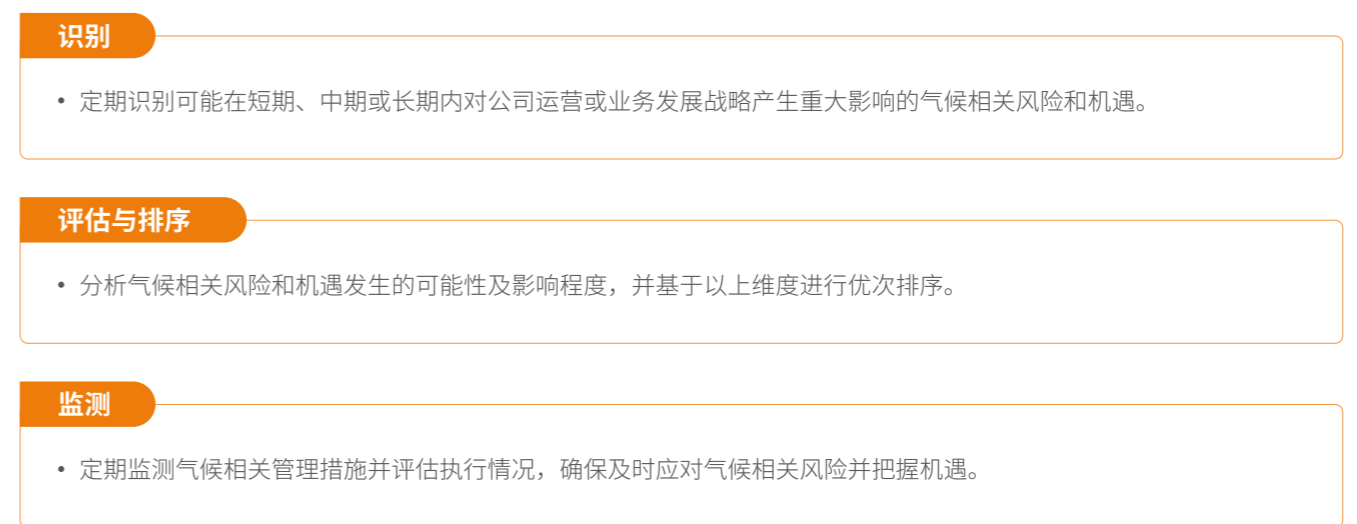 识别
• 定期识别可能在短期、中期或长期内对公司运营或业务发展战略产生重大影响的气候相关风险和机遇。
评估与排序
• 分析气候相关风险和机遇发生的可能性及影响程度，并基于以上维度进行优次排序。
监测
• 定期监测气候相关管理措施并评估执行情况，确保及时应对气候相关风险并把握机遇。